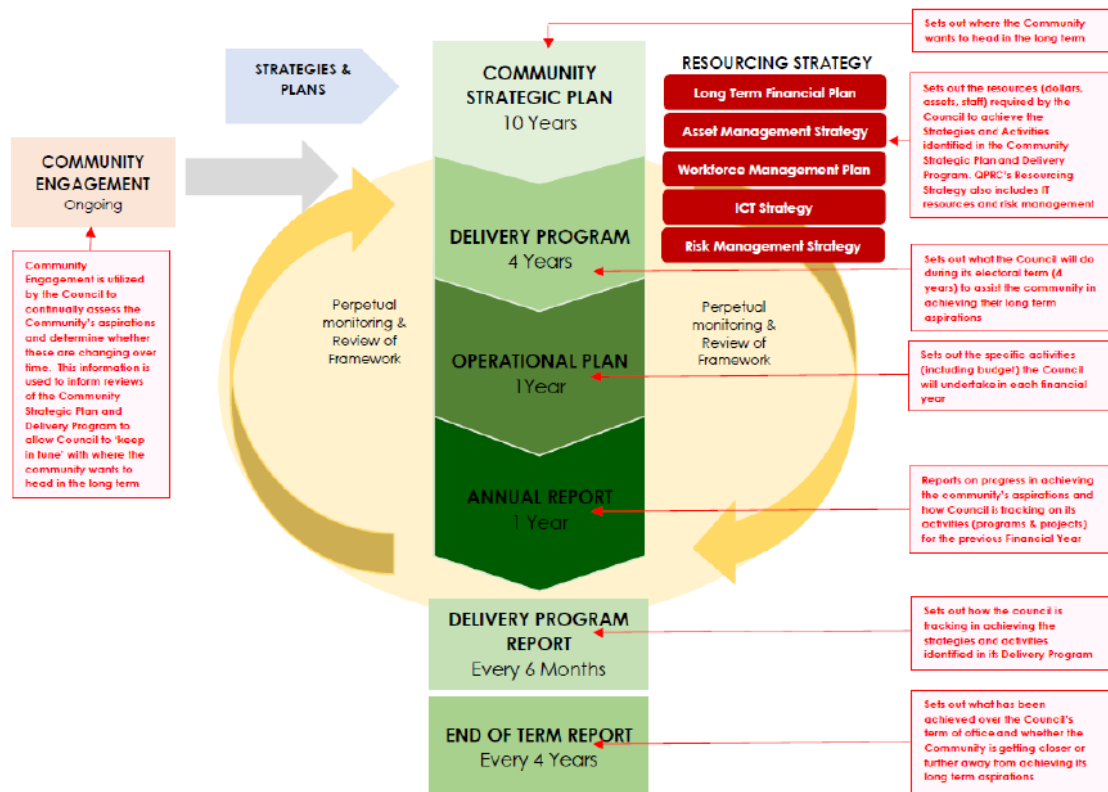 STRATEGIES &
PLANS
COMMUNITY
STRATEGIC PLAN
10 Years
RESOURCING STRATEGY
Long Term Financial Plan
Asset Management Strategy
Workforce Management Plan
ICT Strategy
Risk Management Strategy
Sets out where the Community
wants to head in the long term
Sets out the resources (dollars,
assets, staff) required by the
Council to achieve the
Strategies and Activities
identified in the Community
Strategic Plan and Delivery
Program. QPRC's Resourcing
Strategy also includes IT
resources and risk management
COMMUNITY
ENGAGEMENT
Ongoing
Community
Engagement is utilized
by the Council to
continually assess the
Community's aspirations
and determine whether
these are changing over
time. This information is
used to inform reviews
of the Community
Strategic Plan and
Delivery Program to
allow Council to 'keep
in tune' with where the
community wants to
head in the long term
DELIVERY PROGRAM
4 Years
Sets out what the Council will do
during its electoral term (4
years) to assist the community in
achieving their long term
aspirations
Perpetual
monitoring &
Review of
Framework
Perpetual
monitoring &
Review of
Framework
OPERATIONAL PLAN
1Year
Sets out the specific activities
(including budget) the Council
will undertake in each financial
year
ANNUAL REPORT
1 Year
Reports on progress in achieving
the community's aspirations and
how Council is tracking on its
activities (programs & projects)
for the previous Financial Year
DELIVERY PROGRAM
REPORT
Every 6 Months
Sets out how the council is
tracking in achieving the
strategies and activities
identified in its Delivery Program
END OF TERM REPORT
Every 4 Years
Sets out what has been
achieved over the Council's
term of office and whether the
Community is getting closer or
further away from achieving its
long term aspirations